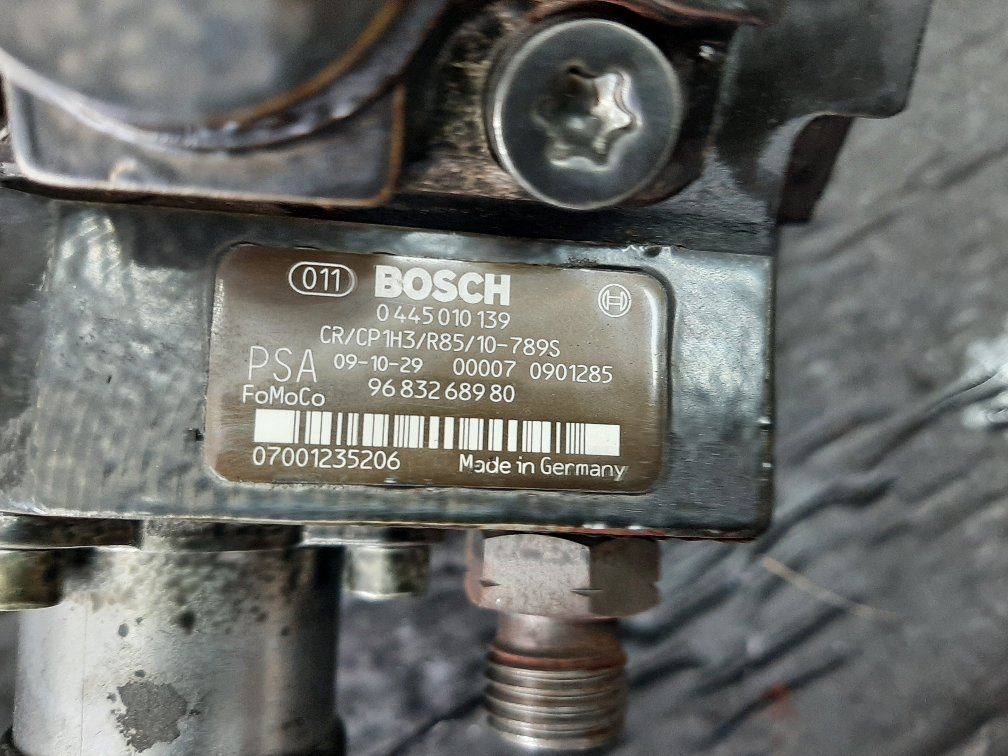 011 BOSCH
0 445 010 139
CR/CP1H3/R85/10-789S
PSA 09-10-29 00007 0901285
FoMoCo 96 832 689 80
07001235206 Made in Germany